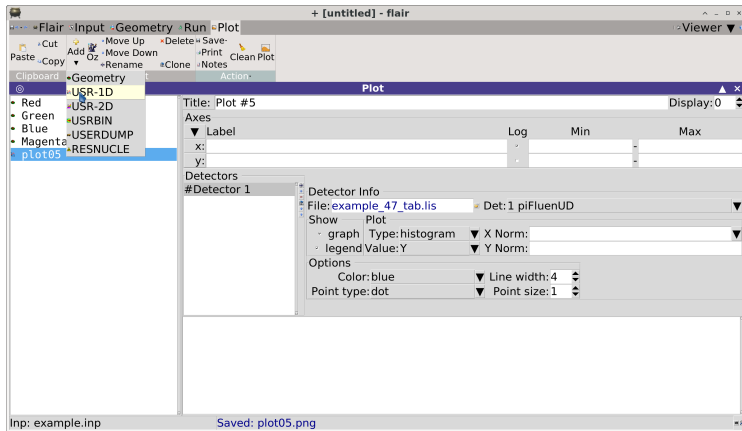 + [untitled] - flair
Flair Input Geometry Run Plot Viewer ▼
Paste Cut Copy Add ▼ Oz Move Up Move Down Rename Delete Clone Save- Print Notes Clean Plot
Clipboard t Action
Geometry
USR-1D
USR-2D
USRBIN
USERDUMP
RESNUCLE
Plot
Red
Green
Blue
Magenta
plot05
Title: Plot #5 Display: 0
Axes
▼ Label Log Min Max
x: -
y: -
Detectors
#Detector 1
Detector Info
File: example_47_tab.lis Det: 1 piFluenUD ▼
Show Plot
graph Type: histogram ▼ X Norm: ▼
legend Value: Y ▼ Y Norm:
Options
Color: blue ▼ Line width: 4
Point type: dot ▼ Point size: 1
Inp: example.inp Saved: plot05.png